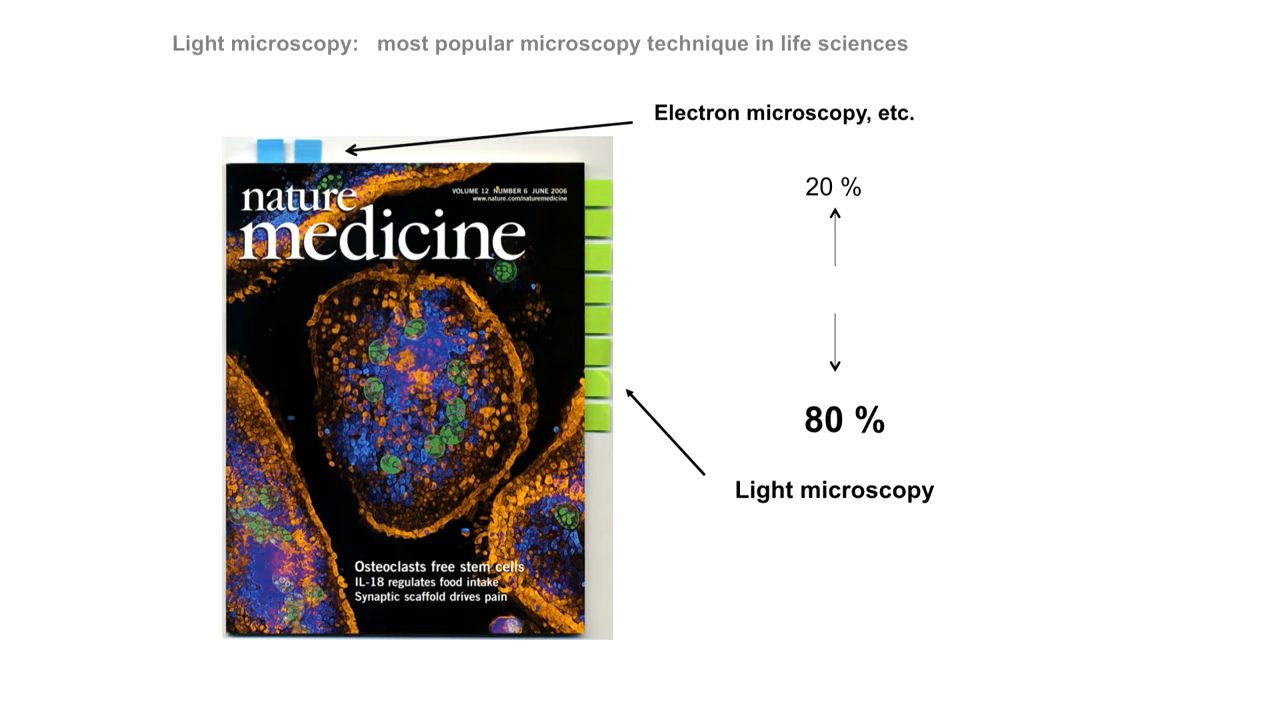 Light microscopy: most popular microscopy technique in life sciences
Electron microscopy, etc.
20 %
nature
medicine
VOLUME 12 NUMBER 6 JUNE 2006
www.nature.com/naturemedicine
80 %
Light microscopy
Osteoclasts free stem cells
IL-18 regulates food intake
Synaptic scaffold drives pain